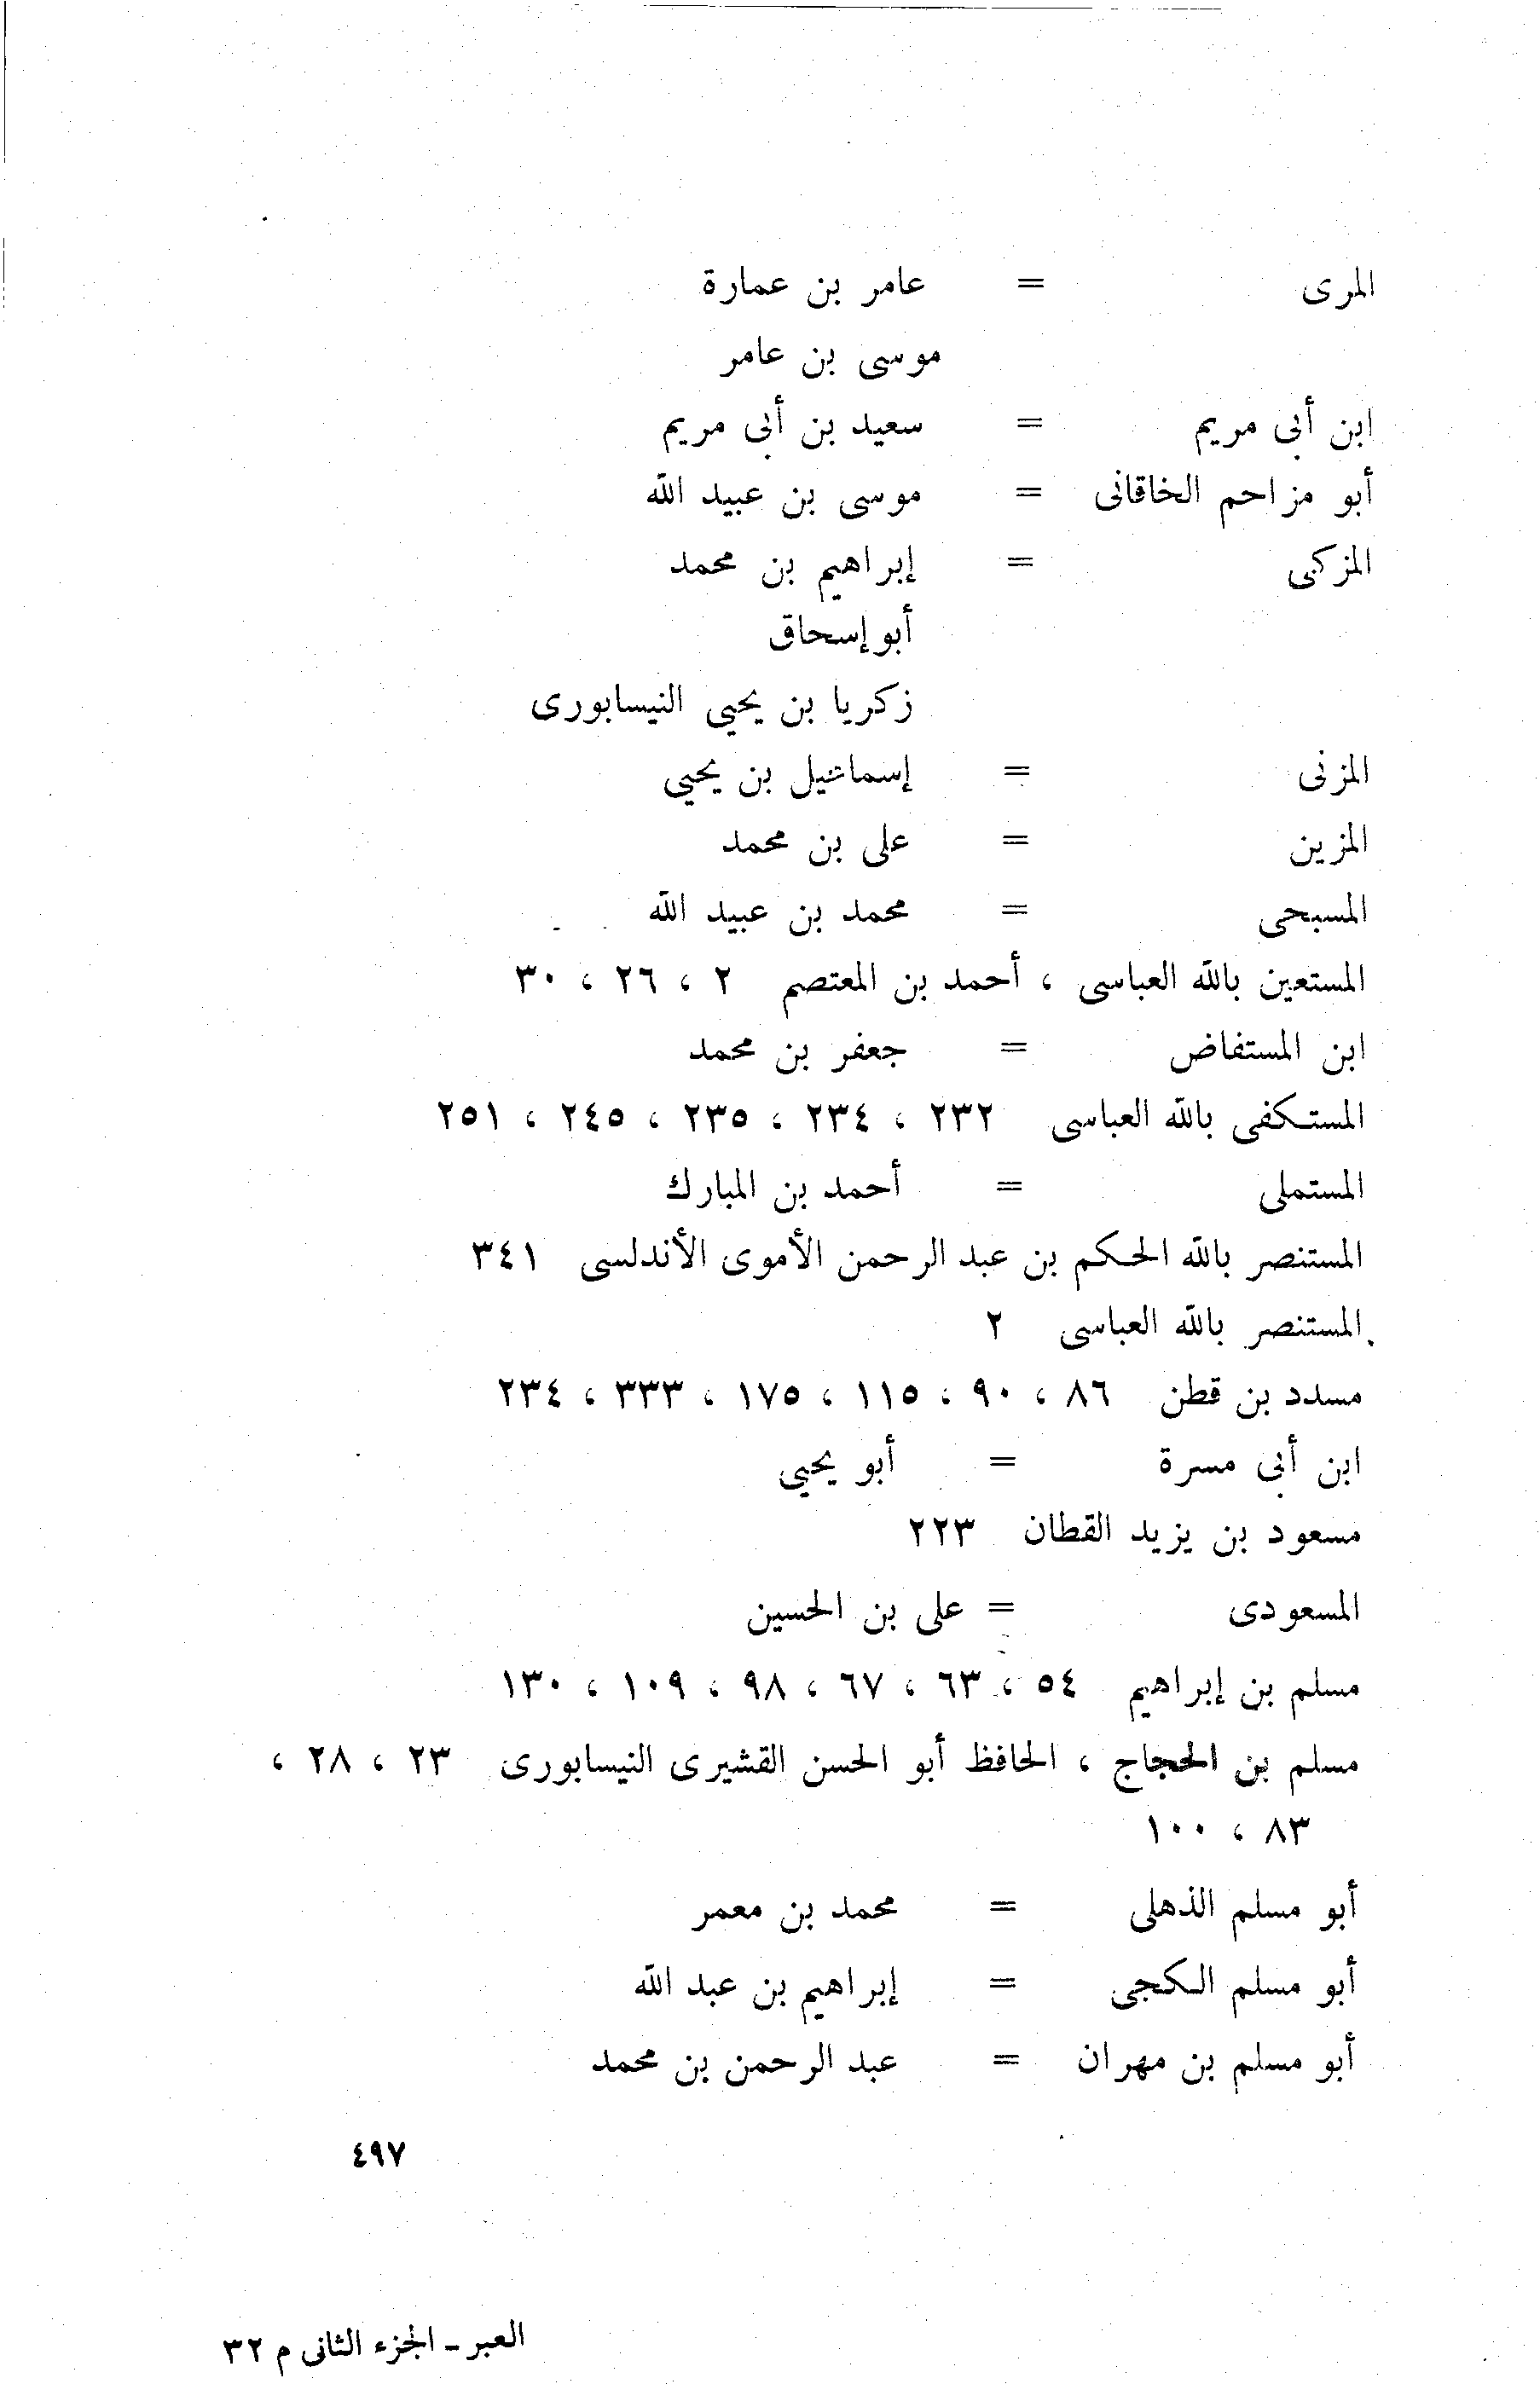 المرى = عامر بن عمارة
موسى بن عامر
ابن أبى مريم = سعيد بن أبى مريم
أبو مزاحم الخاقانى = موسى بن عبيد الله
المزكى = إبراهيم بن محمد
أبو إسحاق
زكريا بن يحيى النيسابورى
المزنى = إسماعيل بن يحيى
المزين = على بن محمد
المسبحى = محمد بن عبيد الله
المستعين بالله العباسى ، أحمد بن المعتصم ٢ ، ٢٦ ، ٣٠
ابن المستفاض = جعفر بن محمد
المستكفى بالله العباسى ٢٣٢ ، ٢٣٤ ، ٢٣٥ ، ٢٤٥ ، ٢٥١
المستملى = أحمد بن المبارك
المستنصر بالله الحكم بن عبد الرحمن الأموى الأندلسى ٣٤١
المستنصر بالله العباسى ٢
مسدد بن قطن ٨٦ ، ٩٠ ، ١١٥ ، ١٧٥ ، ٣٣٣ ، ٢٣٤
ابن أبى مسرة = أبو يحيى
مسعود بن يزيد القطان ٢٢٣
المسعودى = على بن الحسين
مسلم بن إبراهيم ٥٤ ، ٦٣ ، ٦٧ ، ٩٨ ، ١٠٩ ، ١٣٠
مسلم بن الحجاج ، الحافظ أبو الحسن القشيرى النيسابورى ٢٣ ، ٢٨ ،
٨٣ ، ١٠٠
أبو مسلم الذهلى = محمد بن معمر
أبو مسلم الكجى = إبراهيم بن عبد الله
أبو مسلم بن مهران = عبد الرحمن بن محمد
٤٩٧
العبر - الجزء الثانى م ٣٢